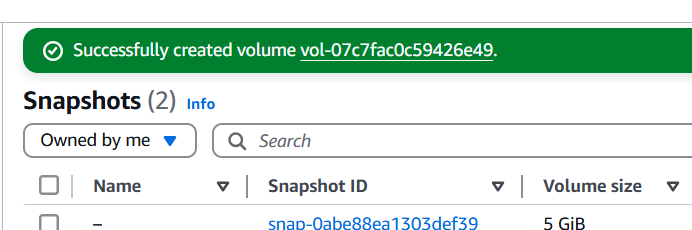 Successfully created volume vol-07c7fac0c59426e49.
Snapshots (2) Info
Owned by me Search
Name Snapshot ID Volume size
– snap-0abe88ea1303def39 5 GiB